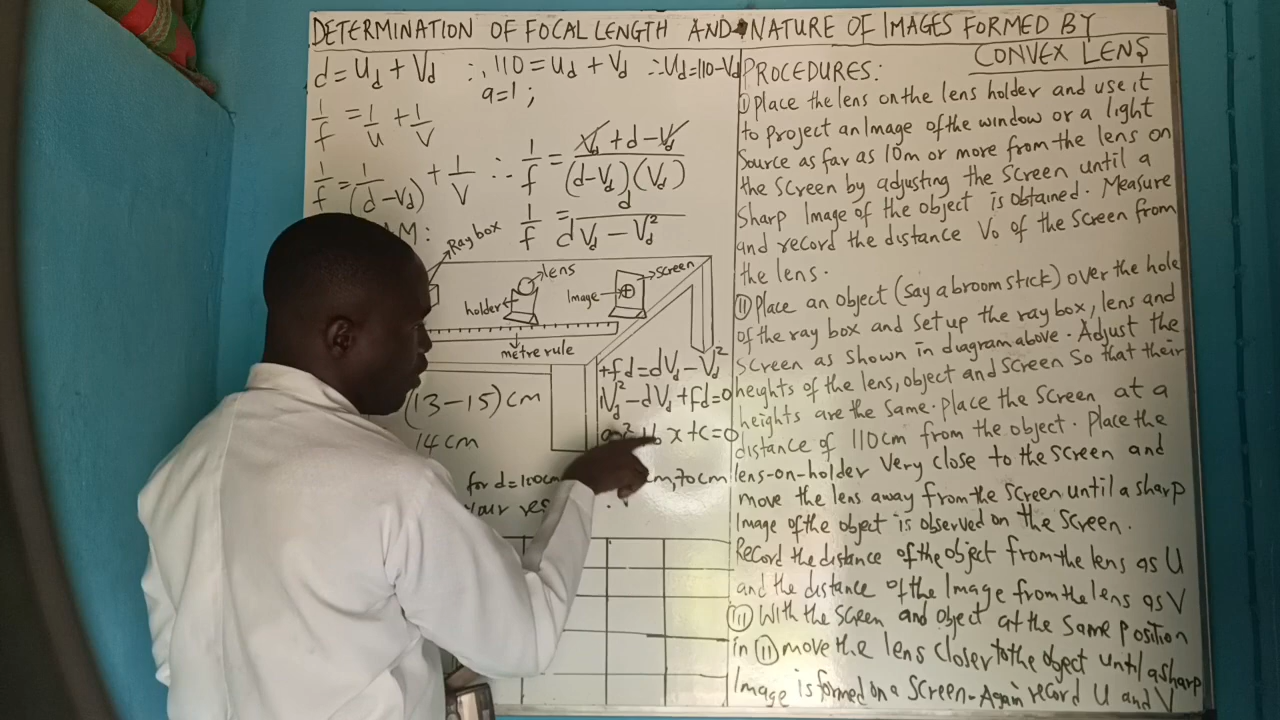 DETERMINATION OF FOCAL LENGTH AND NATURE OF IMAGES FORMED BY
CONVEX LENS
d = Ud + Vd ∴, 110 = Ud + Vd ∴ Ud = 110 - Vd
a = 1 ;
1/f = 1/U + 1/V
1/f = 1/(d - Vd) + 1/V ∴ 1/f = (Vd + d - Vd)/((d - Vd)(Vd))
1/f = d/(dVd - Vd²)
Ray box
lens
screen
holder
Image
metre rule
+fd = dVd - Vd²
Vd² - dVd + fd = 0
x + c = 0
(13 - 15) cm
14 cm
for d = 100cm
, 70 cm
Your res
PROCEDURES:
(i) Place the lens on the lens holder and use it
to project an Image of the window or a light
Source as far as 10m or more from the lens on
the screen by adjusting the screen until a
Sharp Image of the object is obtained. Measure
and record the distance Vo of the screen from
the lens.
(ii) Place an object (say a broom stick) over the hole
of the ray box and set up the ray box, lens and
screen as shown in diagram above. Adjust the
heights of the lens, object and screen so that their
heights are the same. Place the screen at a
distance of 110cm from the object. Place the
lens-on-holder very close to the screen and
move the lens away from the screen until a sharp
Image of the object is observed on the screen.
Record the distance of the object from the lens as U
and the distance of the Image from the lens as V
(iii) With the screen and object at the same position
in (ii) move the lens closer to the object until a sharp
Image is formed on a screen - Again record U and V